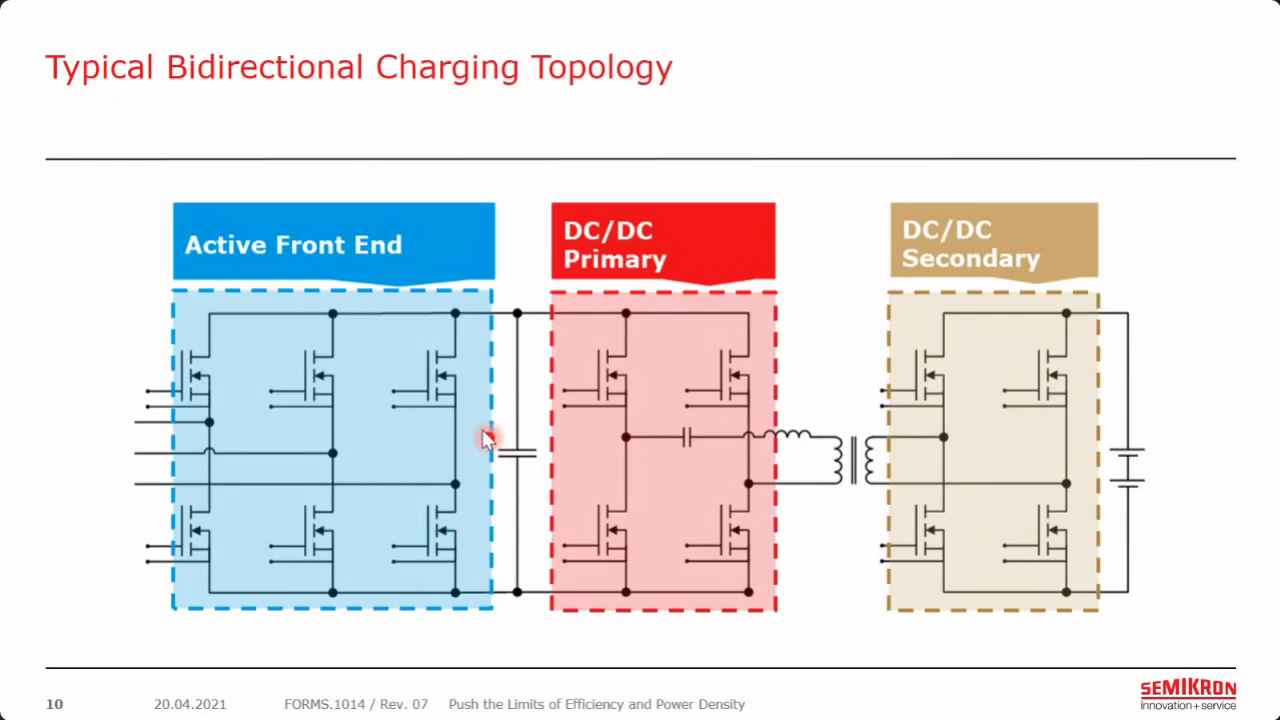 Typical Bidirectional Charging Topology
Active Front End
DC/DC
Primary
DC/DC
Secondary
10
20.04.2021
FORMS.1014 / Rev. 07
Push the Limits of Efficiency and Power Density
SEMIKRON
innovation+service